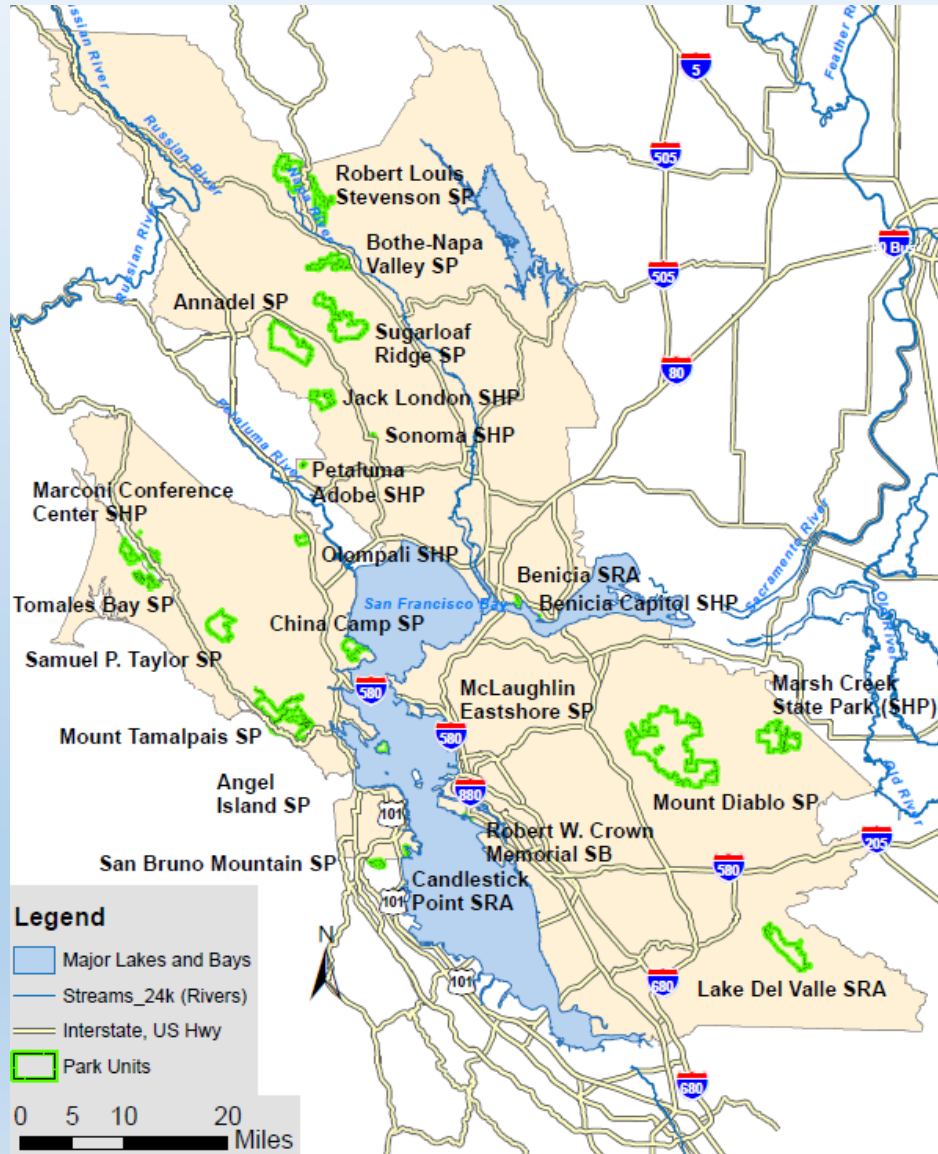 Russian River
Feather Ri
5
Russian River
505
Robert Louis
Stevenson SP
Napa River
Russian River
Bothe-Napa
Valley SP
0 Bus
505
Annadel SP
Sugarloaf
Ridge SP
80
Jack London SHP
Petaluma River
Sonoma SHP
Petaluma
Adobe SHP
Marconi Conference
Center SHP
Olompali SHP
Sacramento River
Benicia SRA
San Francisco Bay
Benicia Capitol SHP
Tomales Bay SP
China Camp SP
Old River
Samuel P. Taylor SP
580
McLaughlin
Eastshore SP
Marsh Creek
State Park (SHP)
Mount Tamalpais SP
580
Old River
Angel
Island SP
880
Mount Diablo SP
101
Robert W. Crown
Memorial SB
205
San Bruno Mountain SP
580
Candlestick
Point SRA
101
Legend
N
Major Lakes and Bays
101
680
Lake Del Valle SRA
Streams_24k (Rivers)
Interstate, US Hwy
Park Units
680
0 5 10 20
Miles